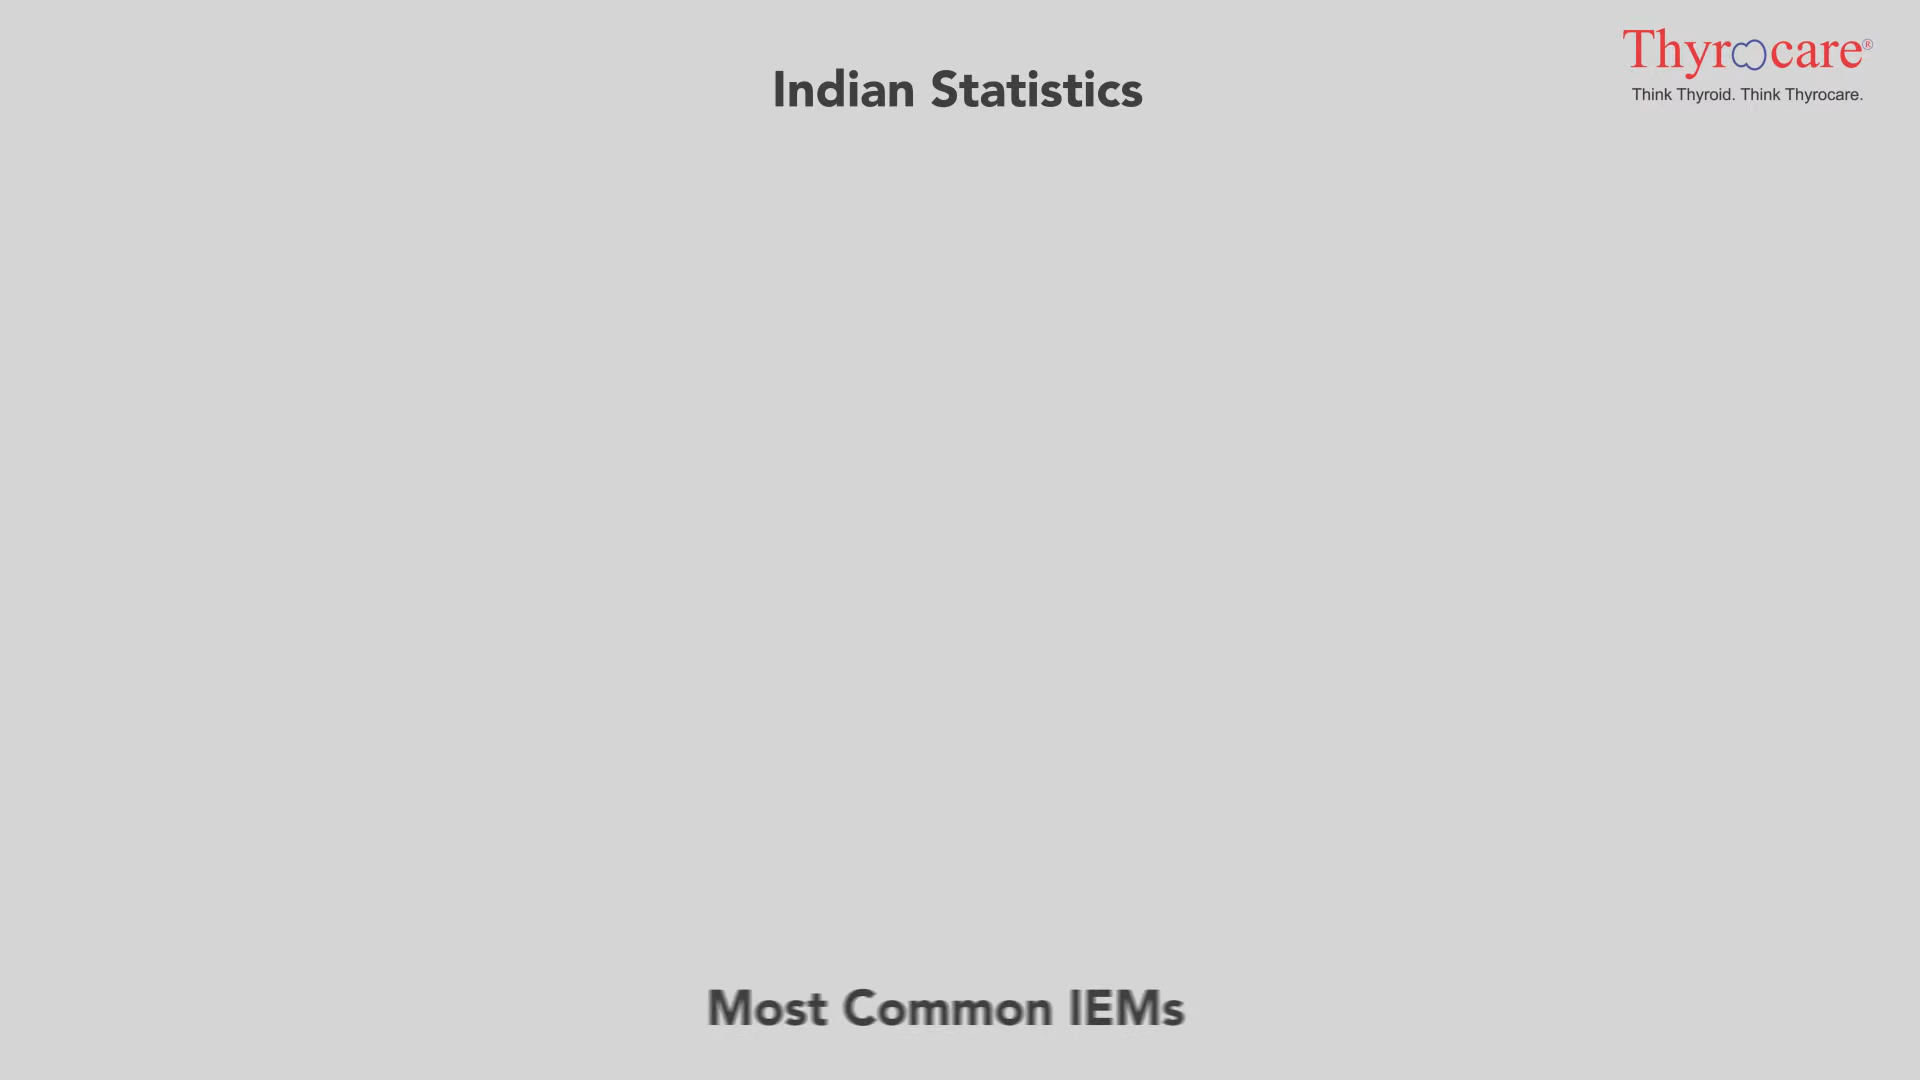 Thyrocare®
Think Thyroid. Think Thyrocare.
Indian Statistics
Most Common IEMs